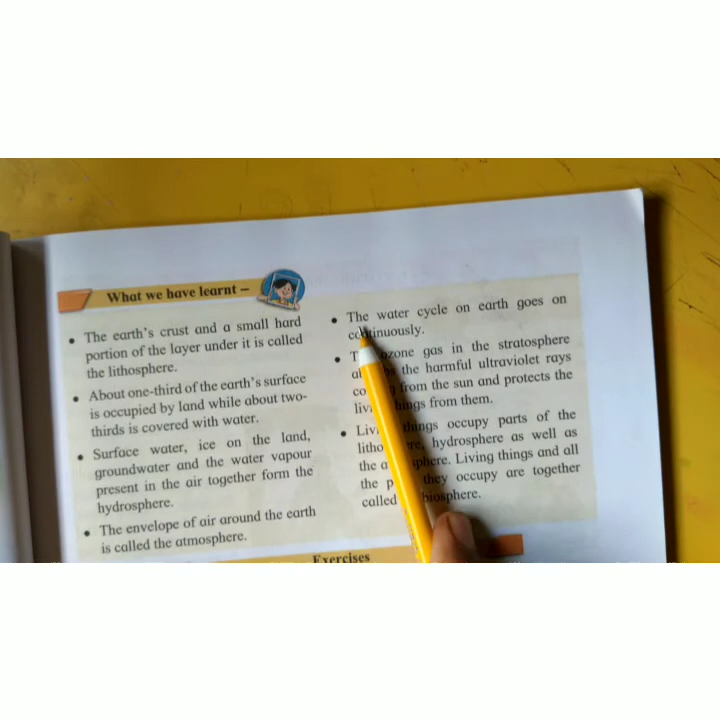 What we have learnt –
• The earth's crust and a small hard
portion of the layer under it is called
the lithosphere.
• About one-third of the earth's surface
is occupied by land while about two-
thirds is covered with water.
• Surface water, ice on the land,
groundwater and the water vapour
present in the air together form the
hydrosphere.
• The envelope of air around the earth
is called the atmosphere.
• The water cycle on earth goes on
continuously.
• ozone gas in the stratosphere
the harmful ultraviolet rays
from the sun and protects the
things from them.
• things occupy parts of the
hydrosphere as well as
the Living things and all
the they occupy are together
called biosphere.
Exercises